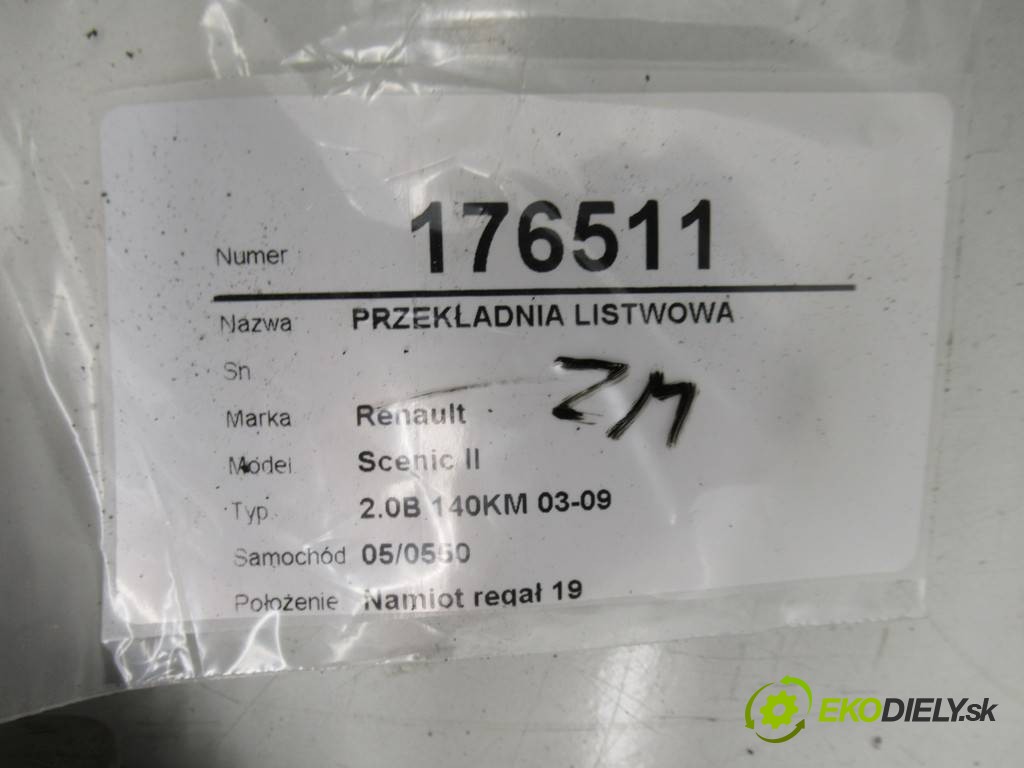 Numer 176511
Nazwa PRZEKŁADNIA LISTWOWA
Sn
ZM
Marka Renault
Model Scenic II
Typ 2.0B 140KM 03-09
Samochód 05/0550
Położenie Namiot regał 19
EKODIELY.sk